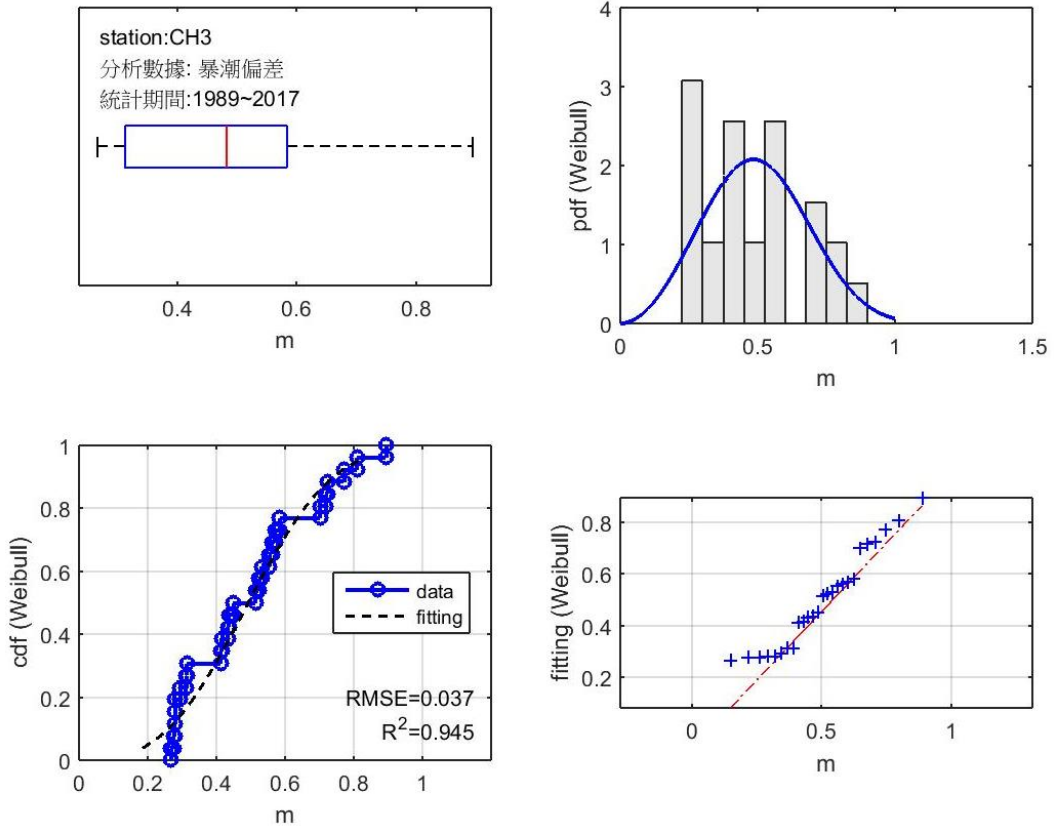 station:CH3
分析數據: 暴潮偏差
統計期間:1989~2017
0.4 0.6 0.8
m
4
3
2
1
0
pdf (Weibull)
0 0.5 1 1.5
m
1
0.8
0.6
0.4
0.2
0
cdf (Weibull)
data
fitting
RMSE=0.037
R²=0.945
0 0.2 0.4 0.6 0.8 1
m
0.8
0.6
0.4
0.2
fitting (Weibull)
0 0.5 1
m